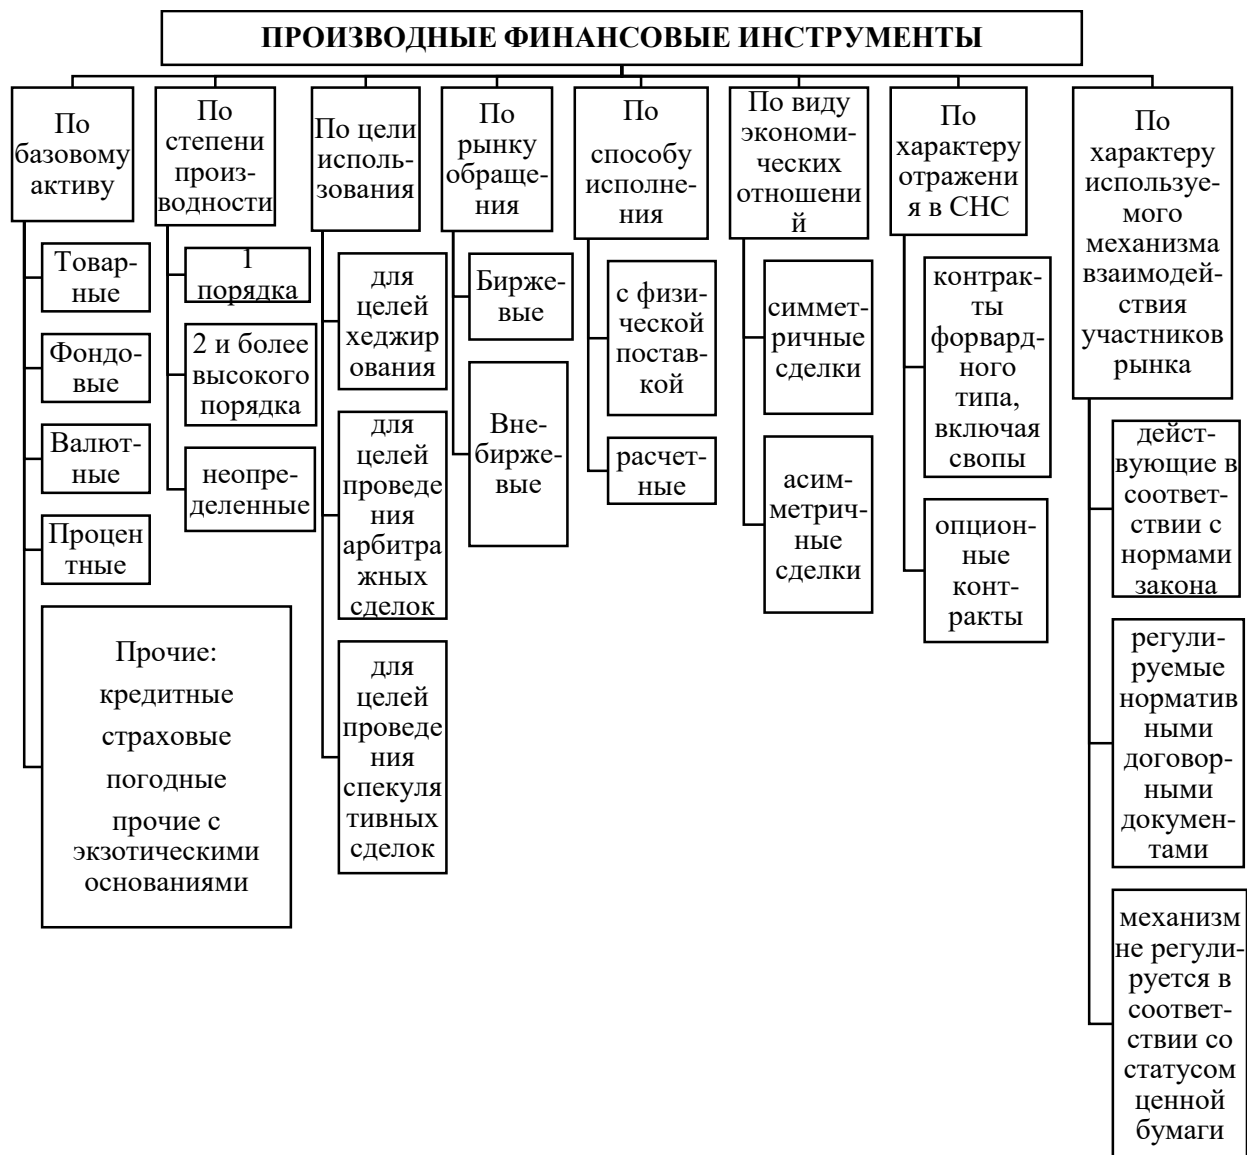 ПРОИЗВОДНЫЕ ФИНАНСОВЫЕ ИНСТРУМЕНТЫ
По
базовому
активу
Товар-
ные
Фондо-
вые
Валют-
ные
Процен
тные
Прочие:
кредитные
страховые
погодные
прочие с
экзотическими
основаниями
По
степени
произ-
водности
1
порядка
2 и более
высокого
порядка
неопре-
деленные
По цели
исполь-
зования
для
целей
хеджир
ования
для
целей
проведе
ния
арбитра
жных
сделок
для
целей
проведе
ния
спекуля
тивных
сделок
По
рынку
обраще-
ния
Бирже-
вые
Вне-
бирже-
вые
По
способу
исполне-
ния
с физи-
ческой
постав-
кой
расчет-
ные
По виду
экономи-
ческих
отношени
й
симмет-
ричные
сделки
асим-
метрич-
ные
сделки
По
характеру
отражени
я в СНС
контрак-
ты
форвард-
ного
типа,
включая
свопы
опцион-
ные
конт-
ракты
По
характеру
используе-
мого
механизма
взаимодей-
ствия
участников
рынка
дейст-
вующие в
соответ-
ствии с
нормами
закона
регули-
руемые
норматив
ными
договор-
ными
докумен-
тами
механизм
не регули-
руется в
соответ-
ствии со
статусом
ценной
бумаги